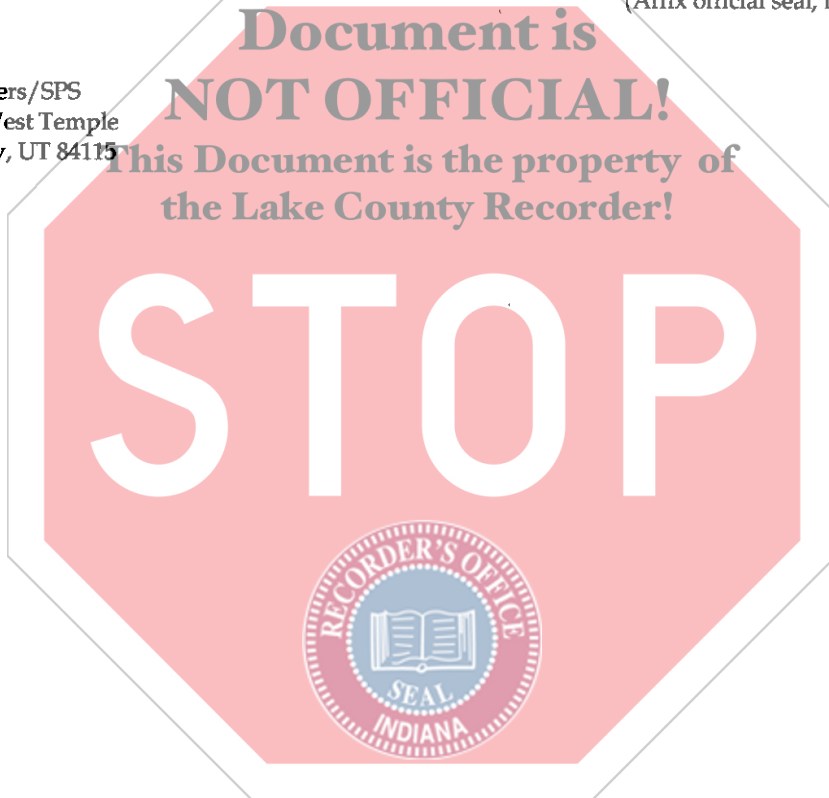 (Affix official seal,
Document is
NOT OFFICIAL!
ers/SPS
est Temple
, UT 84115
This Document is the property of
the Lake County Recorder!
STOP
RECORDER'S OFFICE
SEAL
INDIANA